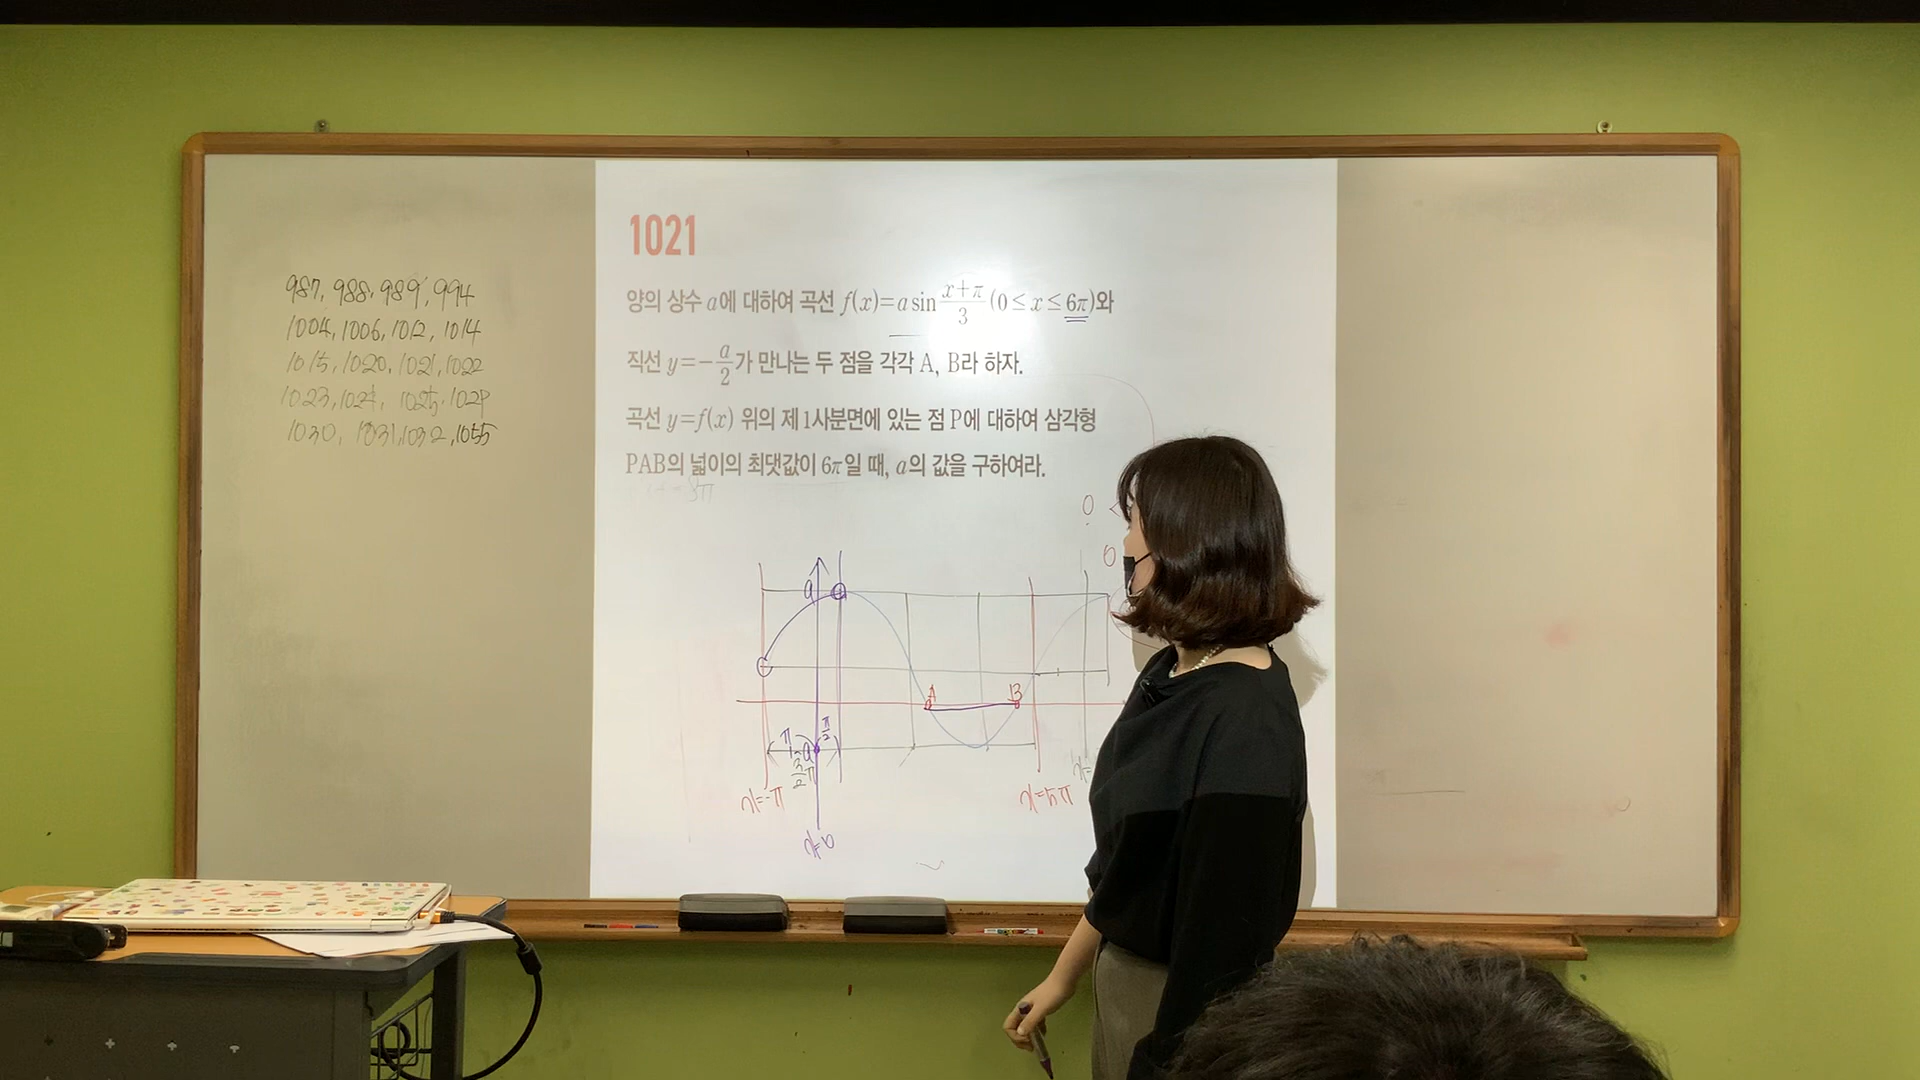 987, 988, 989, 994
1004, 1006, 1012, 1014
1015, 1020, 1021, 1022
1023, 1024, 1025, 1029
1030, 1031, 1032, 1055
1021
양의 상수 a에 대하여 곡선 f(x)=a sin (x+π)/3 (0≤x≤6π)와
직선 y=-a/2가 만나는 두 점을 각각 A, B라 하자.
곡선 y=f(x) 위의 제1사분면에 있는 점 P에 대하여 삼각형
PAB의 넓이의 최댓값이 6π일 때, a의 값을 구하여라.
0 <
0
a
A B
π π/2
3/2 π
x=-π x=5π
x=0